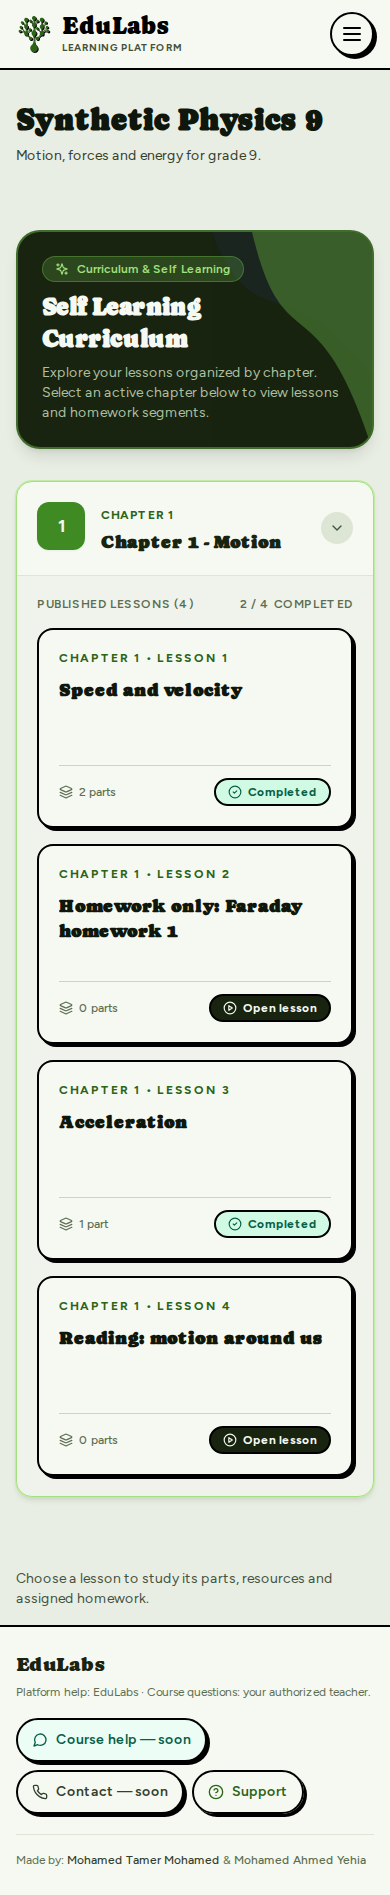 EduLabs
LEARNING PLATFORM
Synthetic Physics 9
Motion, forces and energy for grade 9.
Curriculum & Self Learning
Self Learning
Curriculum
Explore your lessons organized by chapter.
Select an active chapter below to view lessons
and homework segments.
1
CHAPTER 1
Chapter 1 - Motion
PUBLISHED LESSONS (4)
2 / 4 COMPLETED
CHAPTER 1 • LESSON 1
Speed and velocity
2 parts
Completed
CHAPTER 1 • LESSON 2
Homework only: Faraday
homework 1
0 parts
Open lesson
CHAPTER 1 • LESSON 3
Acceleration
1 part
Completed
CHAPTER 1 • LESSON 4
Reading: motion around us
0 parts
Open lesson
Choose a lesson to study its parts, resources and
assigned homework.
EduLabs
Platform help: EduLabs · Course questions: your authorized teacher.
Course help — soon
Contact — soon
Support
Made by: Mohamed Tamer Mohamed & Mohamed Ahmed Yehia